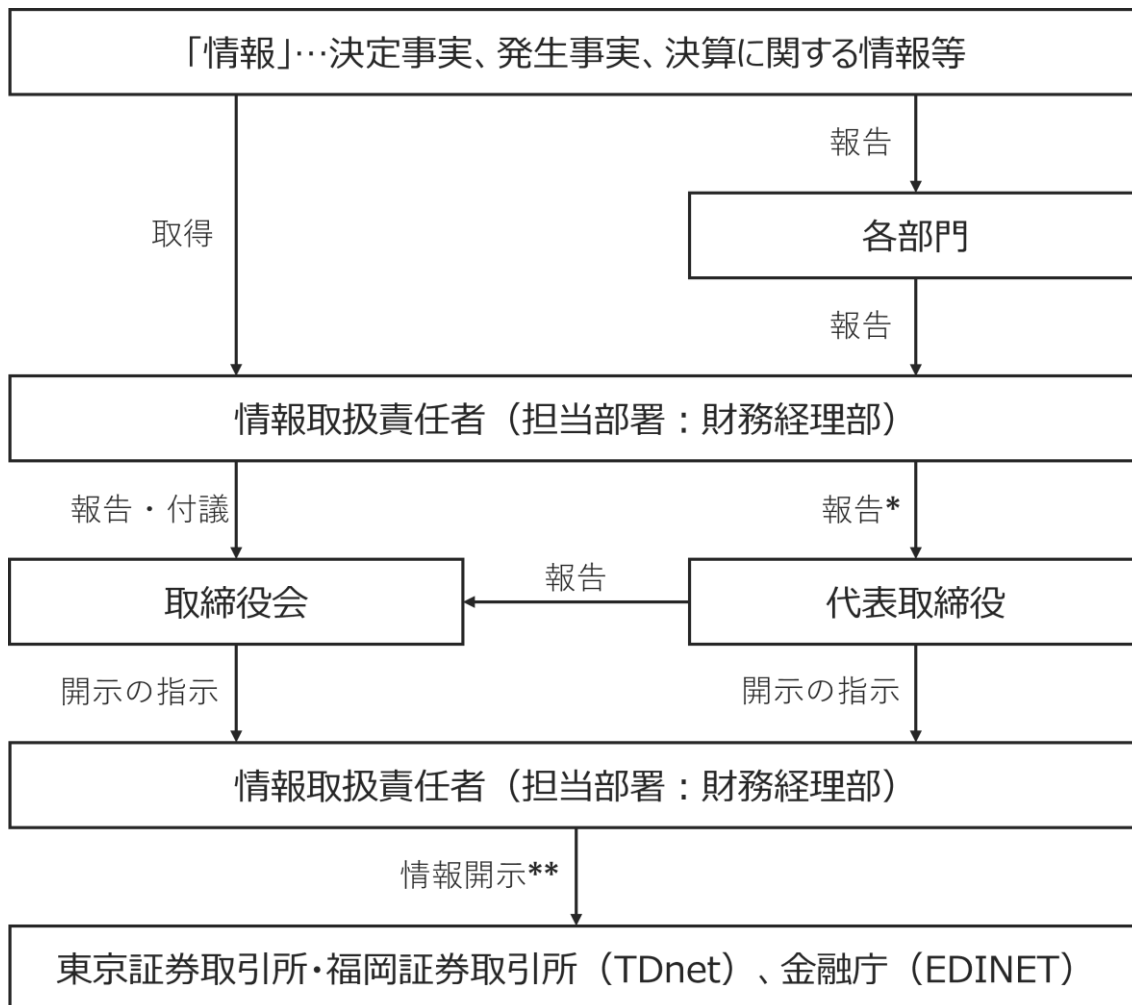 「情報」…決定事実、発生事実、決算に関する情報等
報告
取得
各部門
報告
情報取扱責任者（担当部署：財務経理部）
報告・付議
報告*
取締役会
報告
代表取締役
開示の指示
開示の指示
情報取扱責任者（担当部署：財務経理部）
情報開示**
東京証券取引所・福岡証券取引所（TDnet）、金融庁（EDINET）